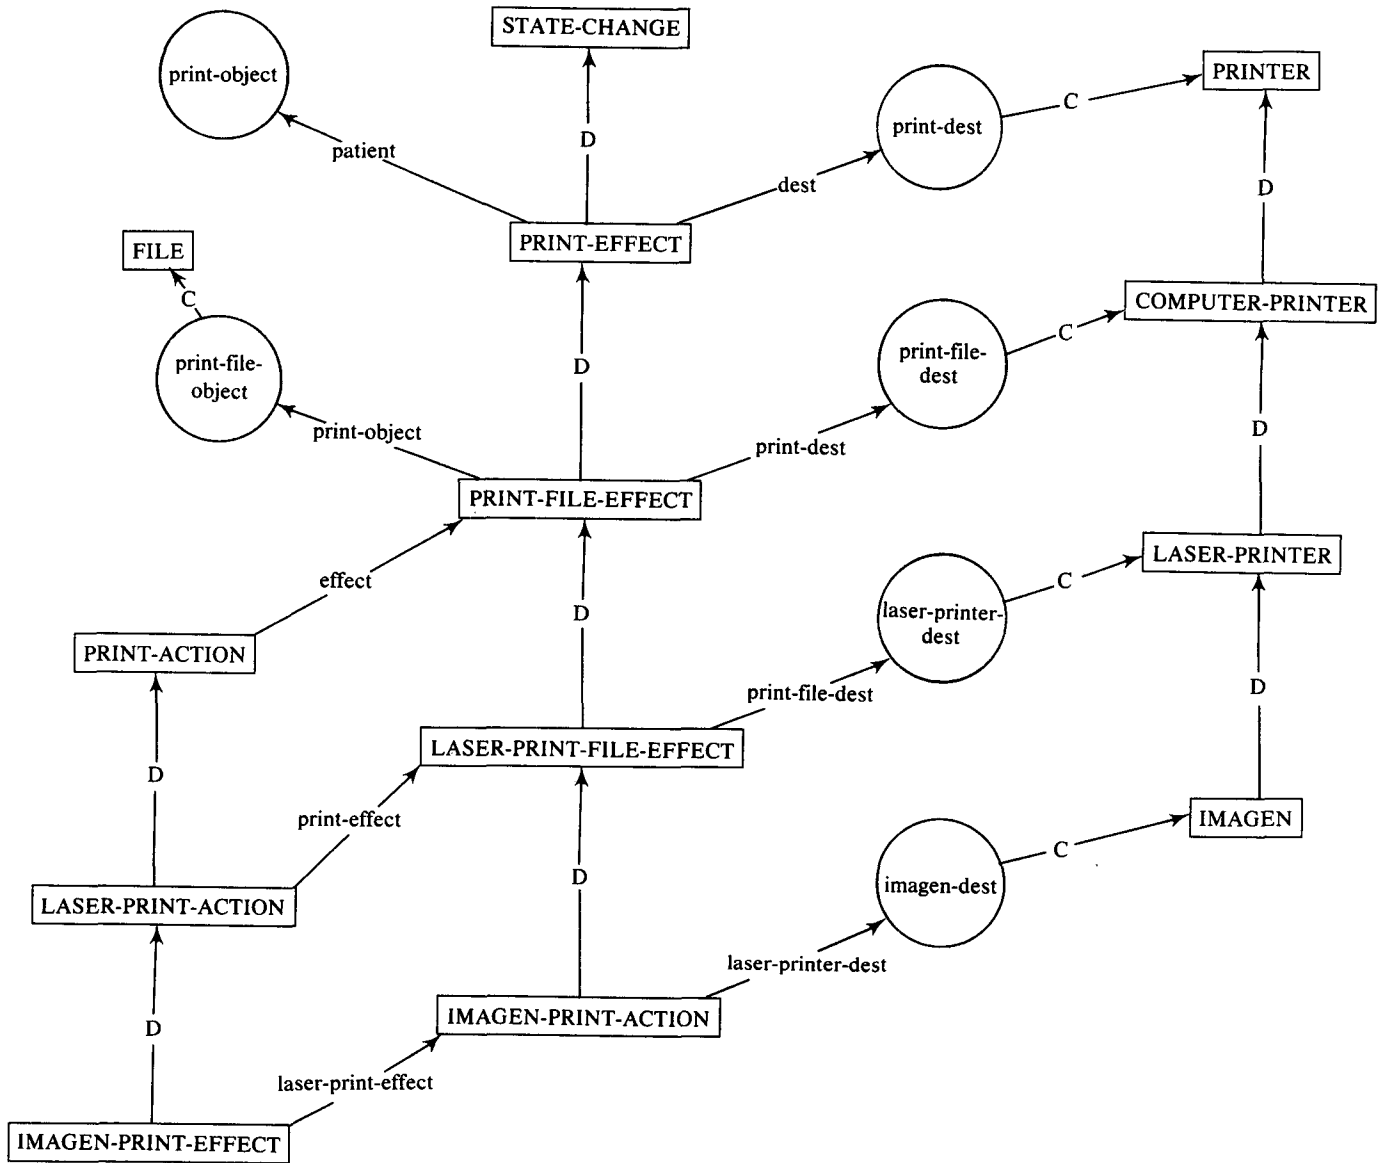 STATE-CHANGE
print-object
PRINTER
C
print-dest
D
patient
dest
D
PRINT-EFFECT
FILE
C
COMPUTER-PRINTER
C
print-file-
dest
print-file-
object
D
print-object
print-dest
D
PRINT-FILE-EFFECT
LASER-PRINTER
effect
C
laser-printer-
dest
D
PRINT-ACTION
print-file-dest
D
LASER-PRINT-FILE-EFFECT
D
print-effect
IMAGEN
C
D
imagen-dest
LASER-PRINT-ACTION
laser-printer-dest
IMAGEN-PRINT-ACTION
D
laser-print-effect
IMAGEN-PRINT-EFFECT